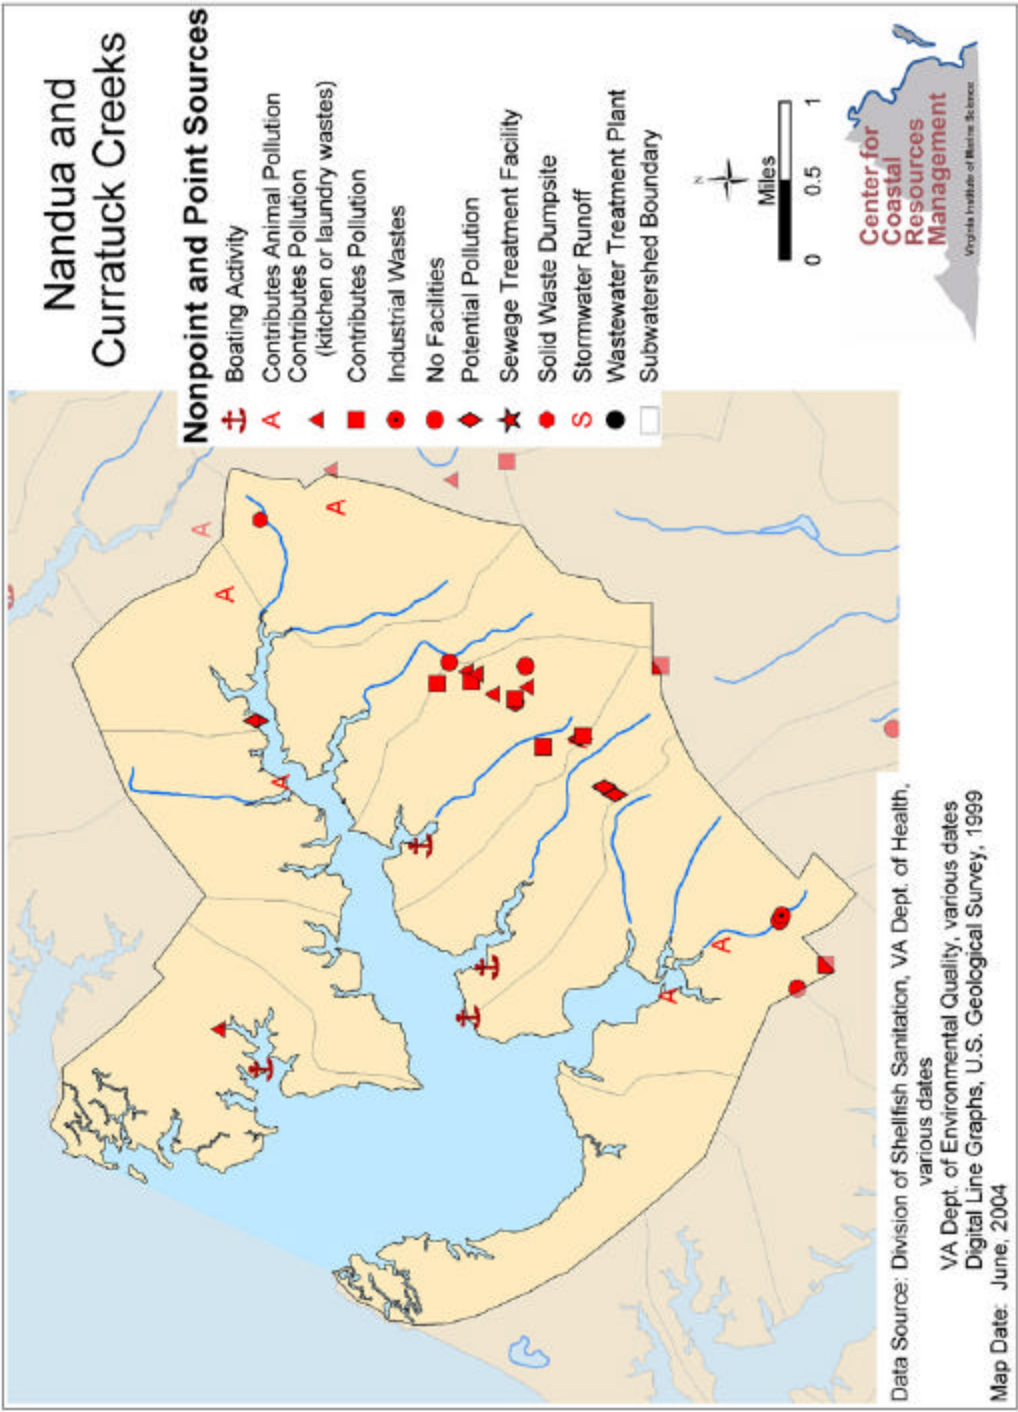 Nandua and
Curratuck Creeks
Nonpoint and Point Sources
Boating Activity
A Contributes Animal Pollution
Contributes Pollution
(kitchen or laundry wastes)
Contributes Pollution
Industrial Wastes
No Facilities
Potential Pollution
Sewage Treatment Facility
Solid Waste Dumpsite
S Stormwater Runoff
Wastewater Treatment Plant
Subwatershed Boundary
N
Miles
0 0.5 1
Center for
Coastal
Resources
Management
Virginia Institute of Marine Science
A
A
A
A
A
A
Data Source: Division of Shellfish Sanitation, VA Dept. of Health,
various dates
VA Dept. of Environmental Quality, various dates
Digital Line Graphs, U.S. Geological Survey, 1999
Map Date: June, 2004